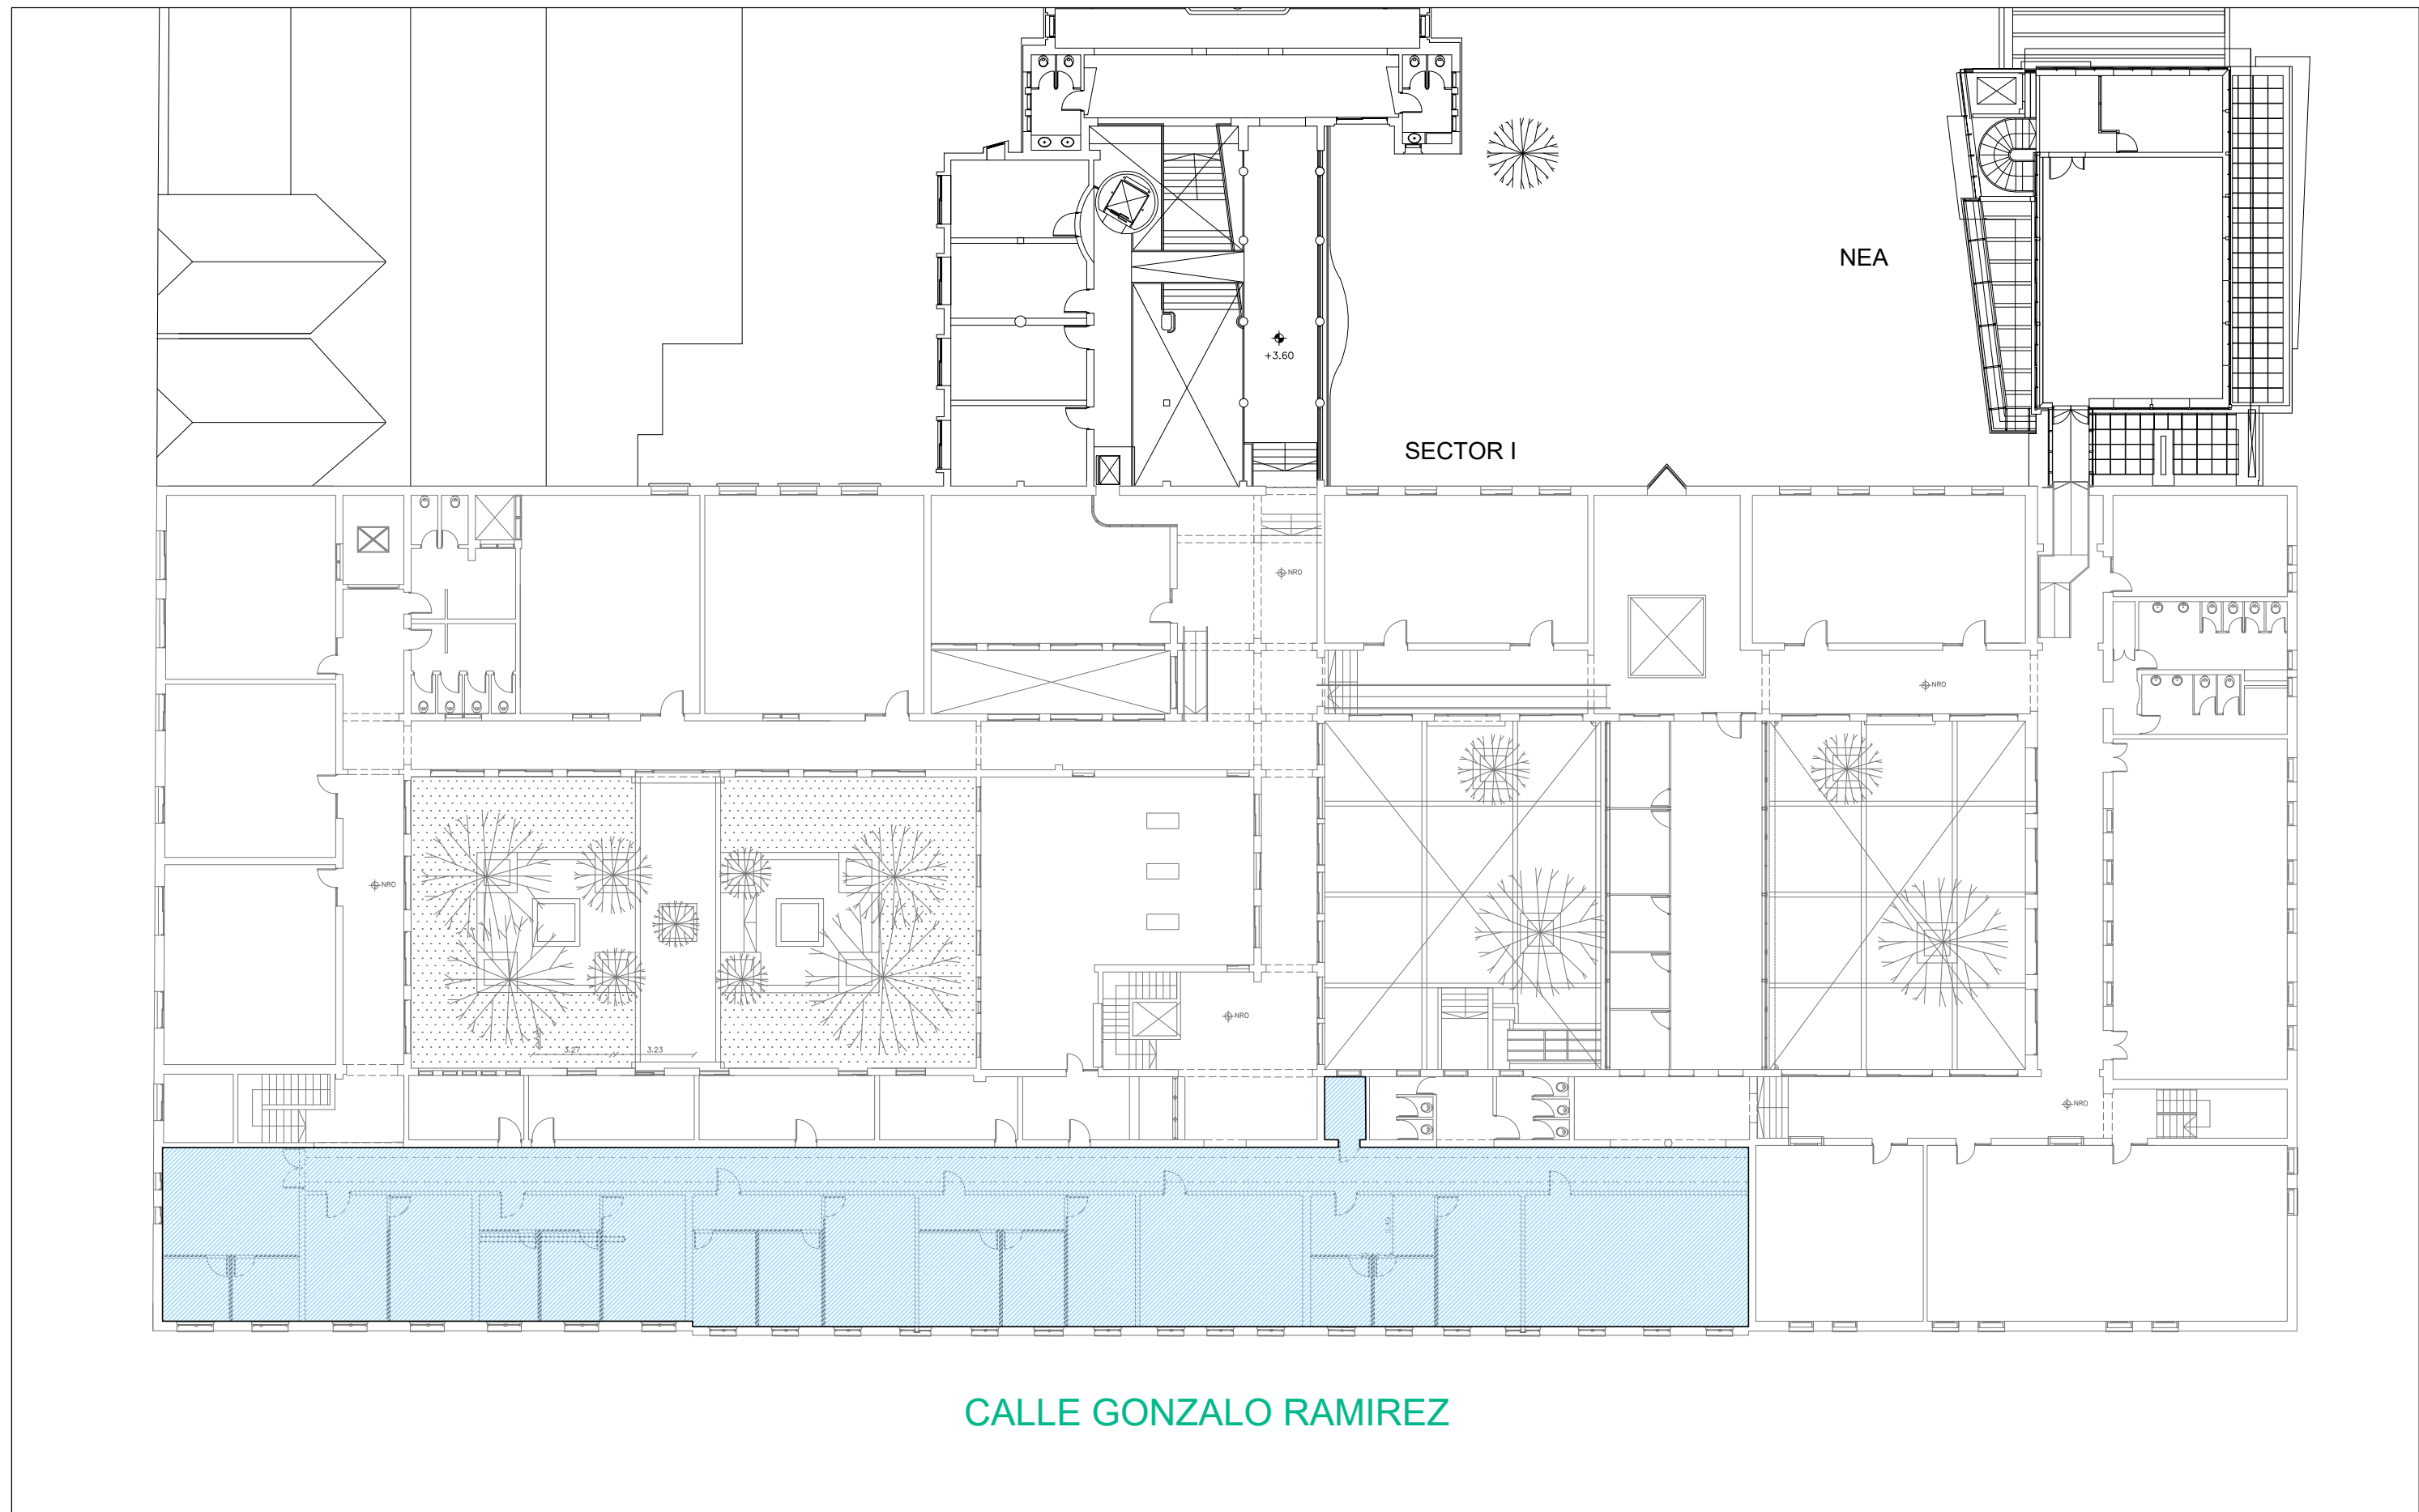 NEA
+3.60
SECTOR I
NRO
NRO
NRO
NRO
3.27
3.23
NRO
CALLE GONZALO RAMIREZ